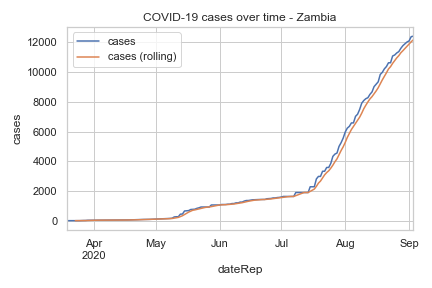 COVID-19 cases over time - Zambia
cases
cases (rolling)
12000
10000
8000
6000
4000
2000
0
cases
Apr May Jun Jul Aug Sep
2020
dateRep